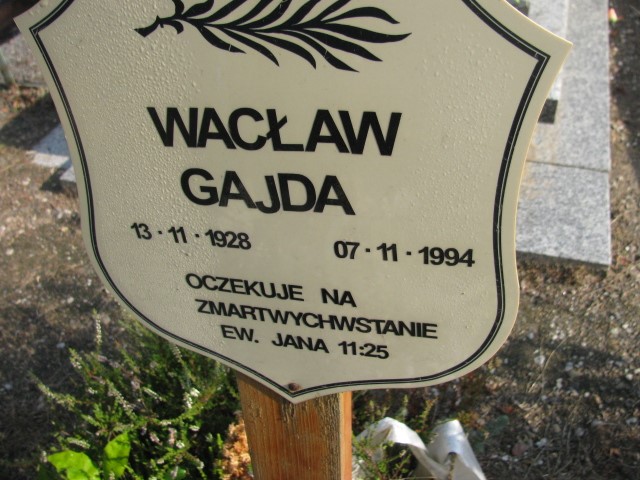 WACŁAW
GAJDA
13·11·1928 07·11·1994
OCZEKUJE NA
ZMARTWYCHWSTANIE
EW. JANA 11:25